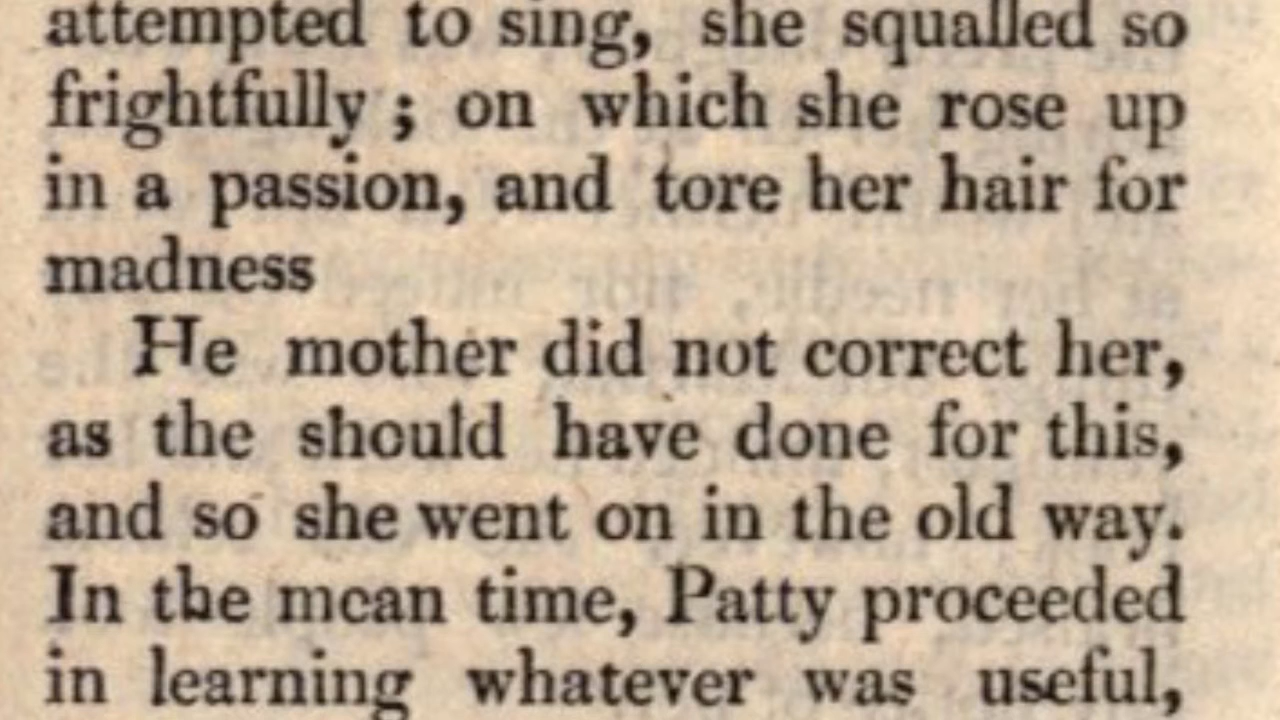 attempted to sing, she squalled so
frightfully ; on which she rose up
in a passion, and tore her hair for
madness
He mother did not correct her,
as the should have done for this,
and so she went on in the old way.
In the mean time, Patty proceeded
in learning whatever was useful,